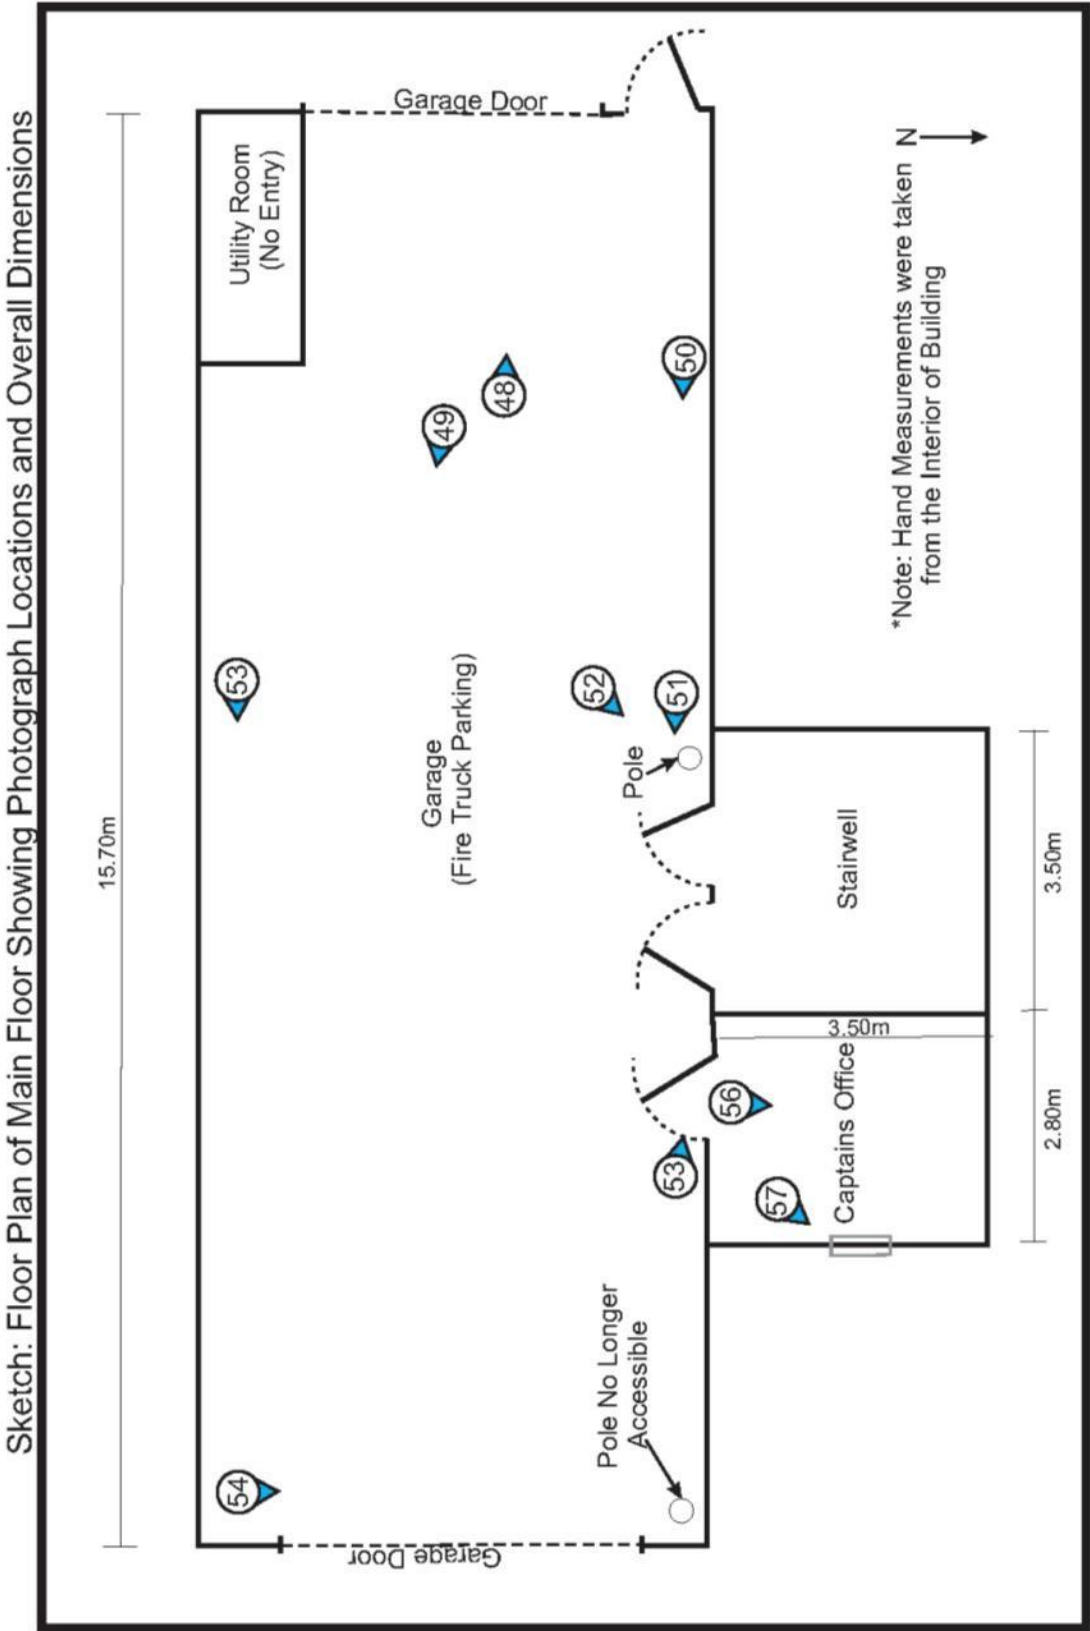 Sketch: Floor Plan of Main Floor Showing Photograph Locations and Overall Dimensions
15.70m
Garage Door
Utility Room
(No Entry)
53
54
49
48
50
Garage
(Fire Truck Parking)
52
51
Pole
53
Pole No Longer
Accessible
Garage Door
56
57
Captains Office
3.50m
Stairwell
2.80m
3.50m
*Note: Hand Measurements were taken
from the Interior of Building
N